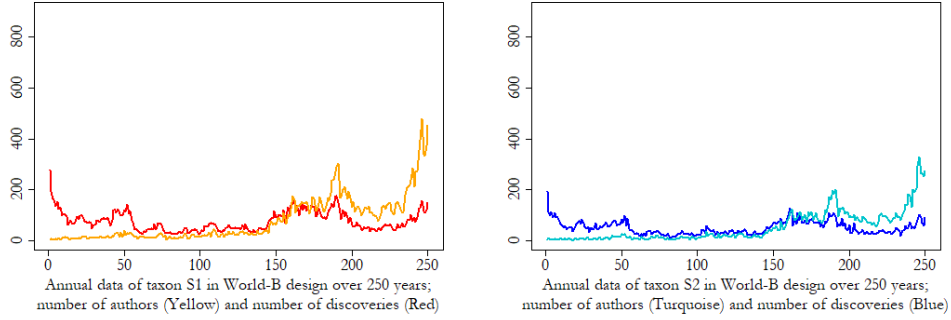 800
600
400
200
0
0 50 100 150 200 250
Annual data of taxon S1 in World-B design over 250 years;
number of authors (Yellow) and number of discoveries (Red)
800
600
400
200
0
0 50 100 150 200 250
Annual data of taxon S2 in World-B design over 250 years;
number of authors (Turquoise) and number of discoveries (Blue)